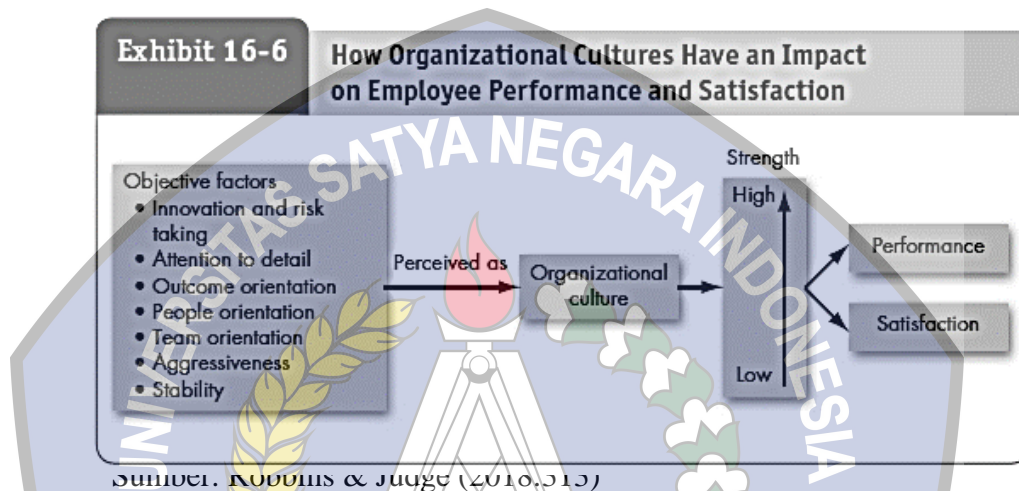 Exhibit 16-6
How Organizational Cultures Have an Impact
on Employee Performance and Satisfaction
Objective factors
• Innovation and risk
taking
• Attention to detail
• Outcome orientation
• People orientation
• Team orientation
• Aggressiveness
• Stability
Perceived as
Organizational
culture
Strength
High
Low
Performance
Satisfaction
UNIVERSITAS SATYA NEGARA INDONESIA
Sumber: Robbins & Judge (2018:313)